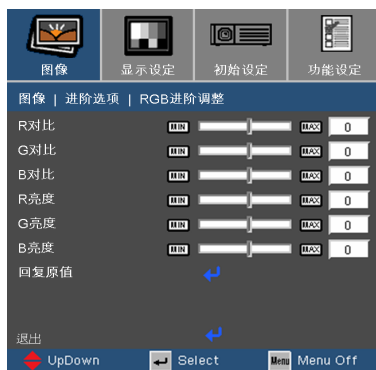 图像 显示设定 初始设定 功能设定
图像 | 进阶选项 | RGB进阶调整
R对比 MIN MAX 0
G对比 MIN MAX 0
B对比 MIN MAX 0
R亮度 MIN MAX 0
G亮度 MIN MAX 0
B亮度 MIN MAX 0
回复原值
退出
UpDown Select Menu Menu Off